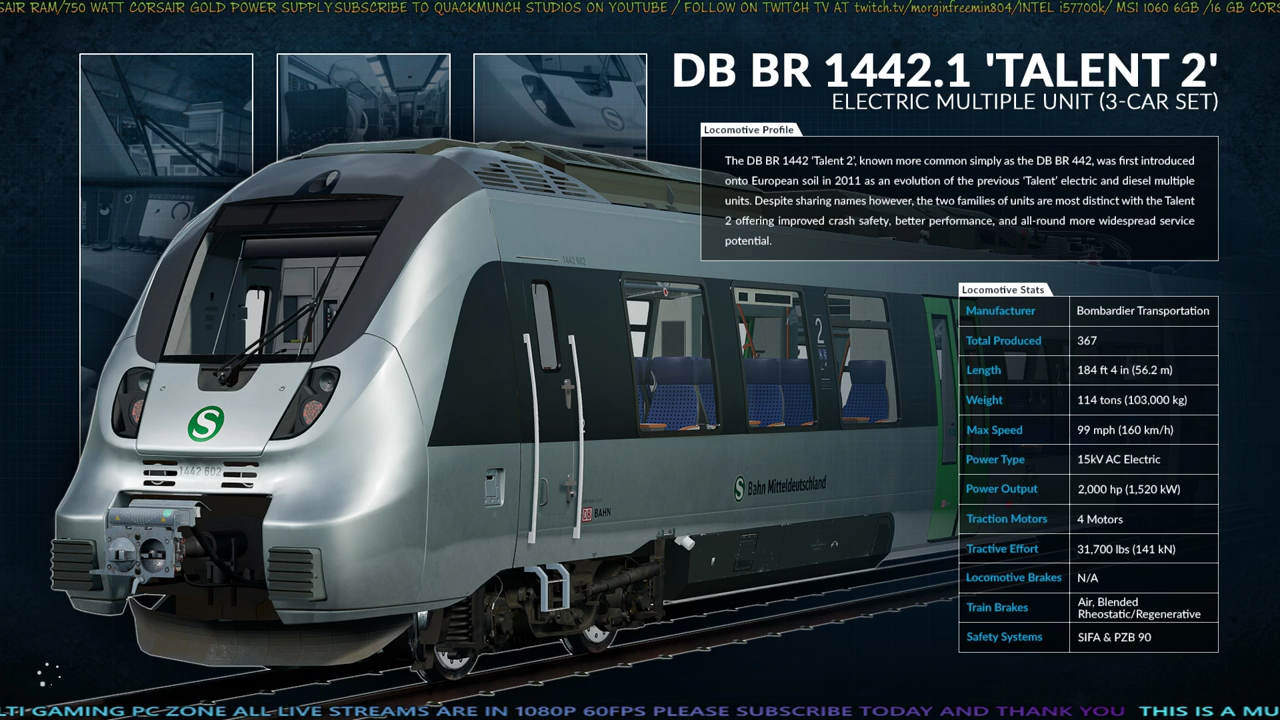 SAIR RAM/750 WATT CORSAIR GOLD POWER SUPPLYSUBSCRIBE TO QUACKMUNCH STUDIOS ON YOUTUBE / FOLLOW ON TWITCH TV AT twitch.tv/morginfreemin804/INTEL i57700k/ MSI 1060 6GB /16 GB CORS
DB BR 1442.1 'TALENT 2'
ELECTRIC MULTIPLE UNIT (3-CAR SET)
Locomotive Profile
The DB BR 1442 'Talent 2', known more common simply as the DB BR 442, was first introduced
onto European soil in 2011 as an evolution of the previous 'Talent' electric and diesel multiple
units. Despite sharing names however, the two families of units are most distinct with the Talent
2 offering improved crash safety, better performance, and all-round more widespread service
potential.
Locomotive Stats
Manufacturer Bombardier Transportation
Total Produced 367
Length 184 ft 4 in (56.2 m)
Weight 114 tons (103,000 kg)
Max Speed 99 mph (160 km/h)
Power Type 15kV AC Electric
Power Output 2,000 hp (1,520 kW)
Traction Motors 4 Motors
Tractive Effort 31,700 lbs (141 kN)
Locomotive Brakes N/A
Train Brakes Air, Blended
Rheostatic/Regenerative
Safety Systems SIFA & PZB 90
1442 602
2
S
1442 602
S Bahn Mitteldeutschland
DB BAHN
LTI GAMING PC ZONE ALL LIVE STREAMS ARE IN 1080P 60FPS PLEASE SUBSCRIBE TODAY AND THANK YOU THIS IS A MU